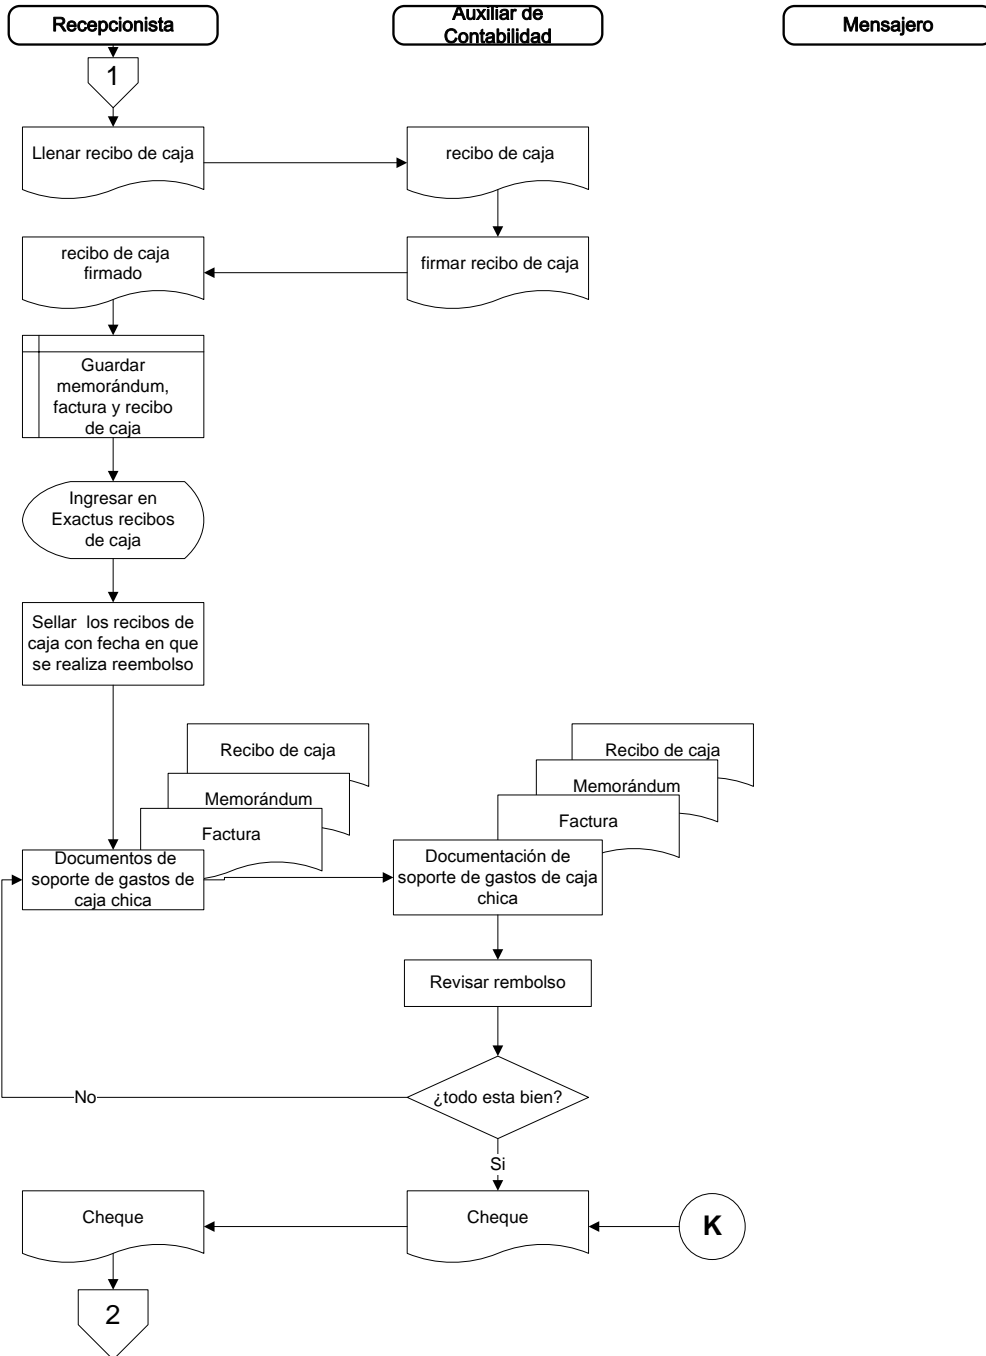 Recepcionista
Auxiliar de
Contabilidad
Mensajero
1
Llenar recibo de caja
recibo de caja
recibo de caja
firmado
firmar recibo de caja
Guardar
memorándum,
factura y recibo
de caja
Ingresar en
Exactus recibos
de caja
Sellar los recibos de
caja con fecha en que
se realiza reembolso
Recibo de caja
Memorándum
Factura
Documentos de
soporte de gastos de
caja chica
Recibo de caja
Memorándum
Factura
Documentación de
soporte de gastos de caja
chica
Revisar rembolso
¿todo esta bien?
No
Si
Cheque
Cheque
K
2